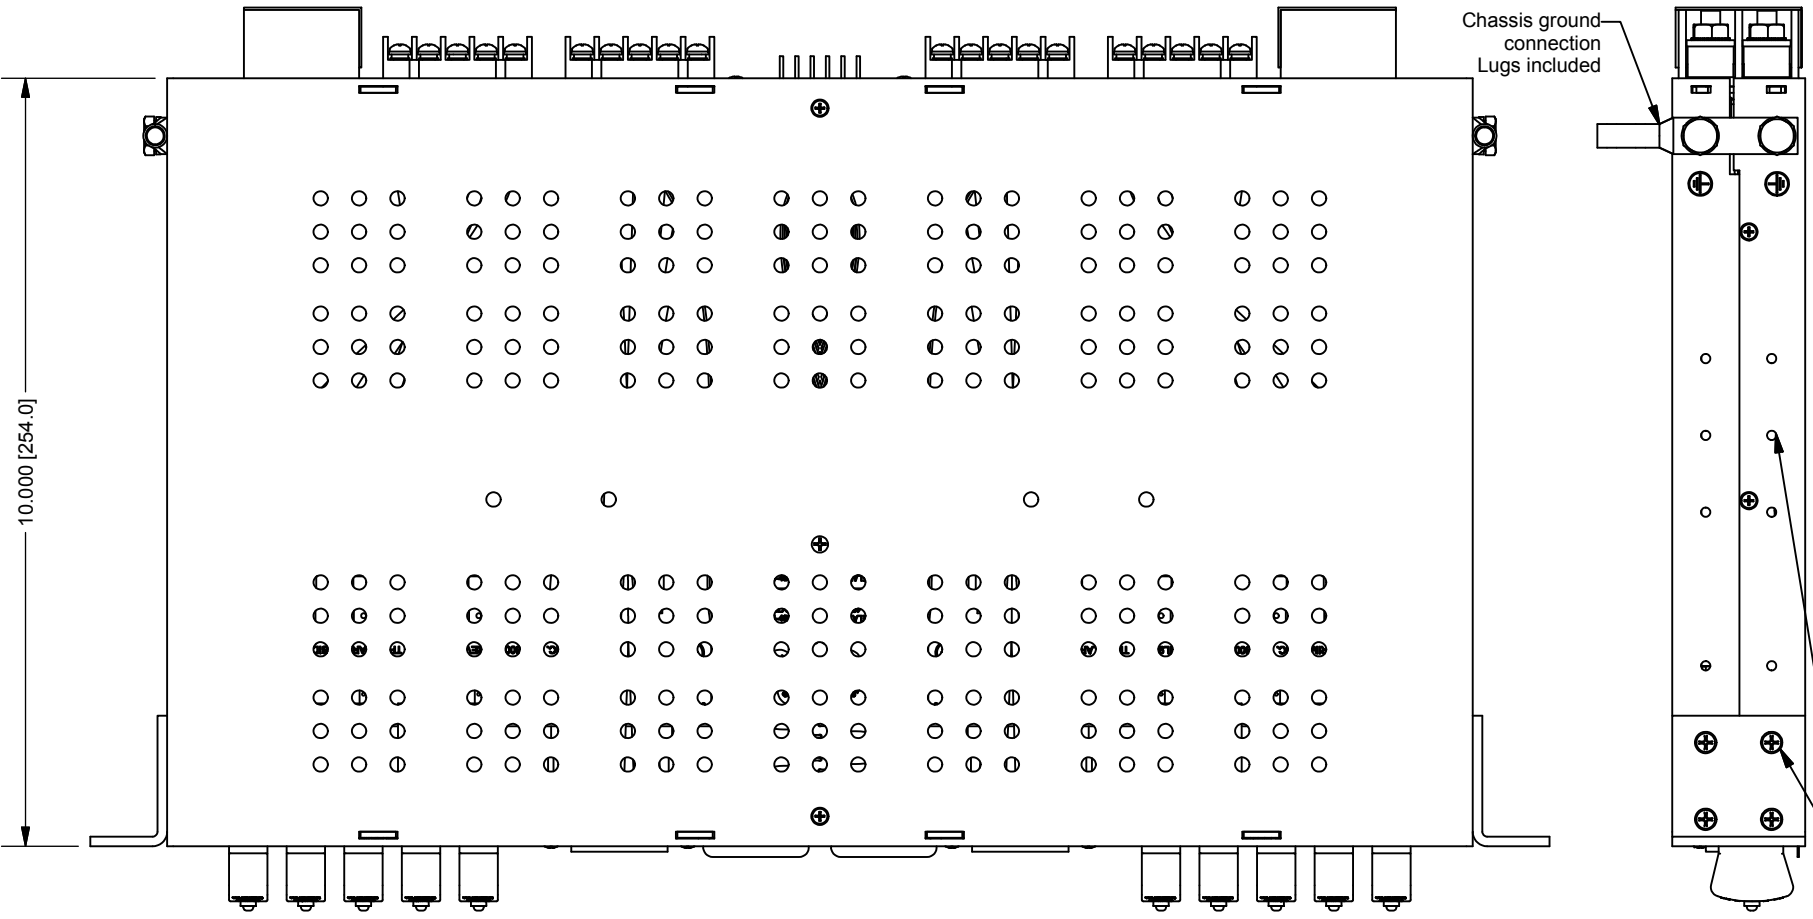 Chassis ground
connection
Lugs included
10.000 [254.0]